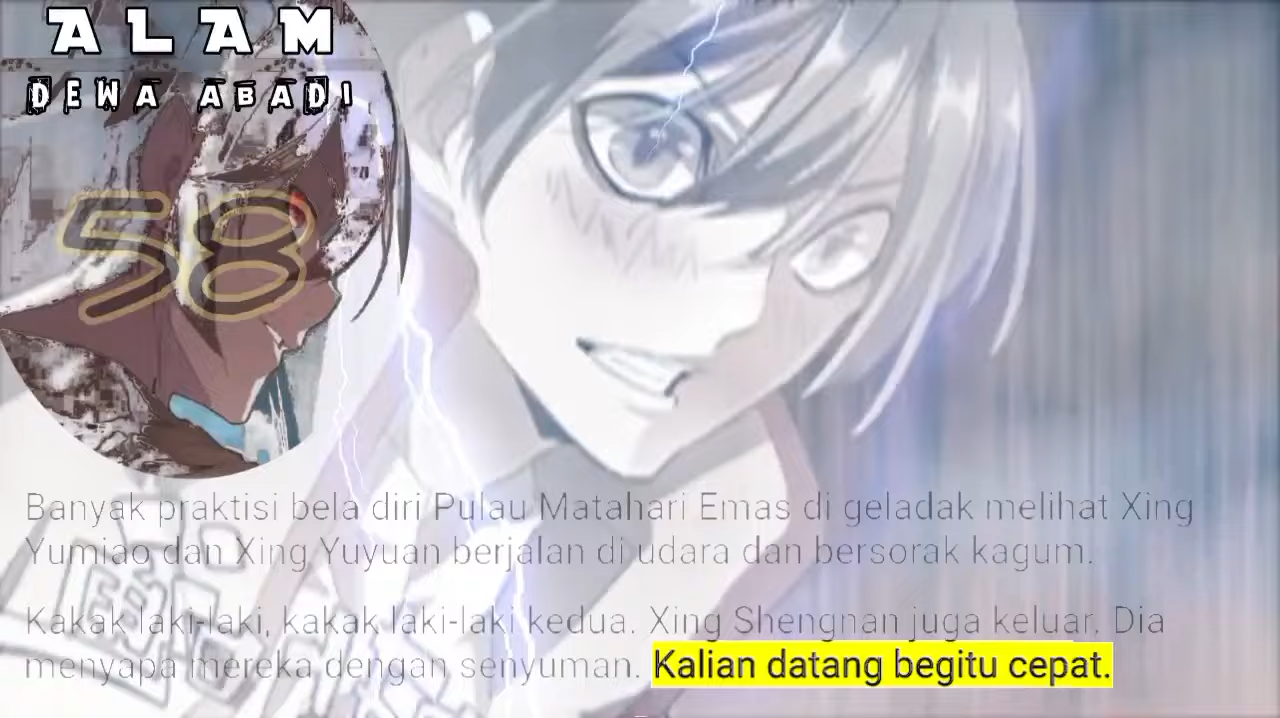 ALAM
DEWA ABADI
58
Banyak praktisi bela diri Pulau Matahari Emas di geladak melihat Xing
Yumiao dan Xing Yuyuan berjalan di udara dan bersorak kagum.
Kakak laki-laki, kakak laki-laki kedua. Xing Shengnan juga keluar. Dia
menyapa mereka dengan senyuman. Kalian datang begitu cepat.